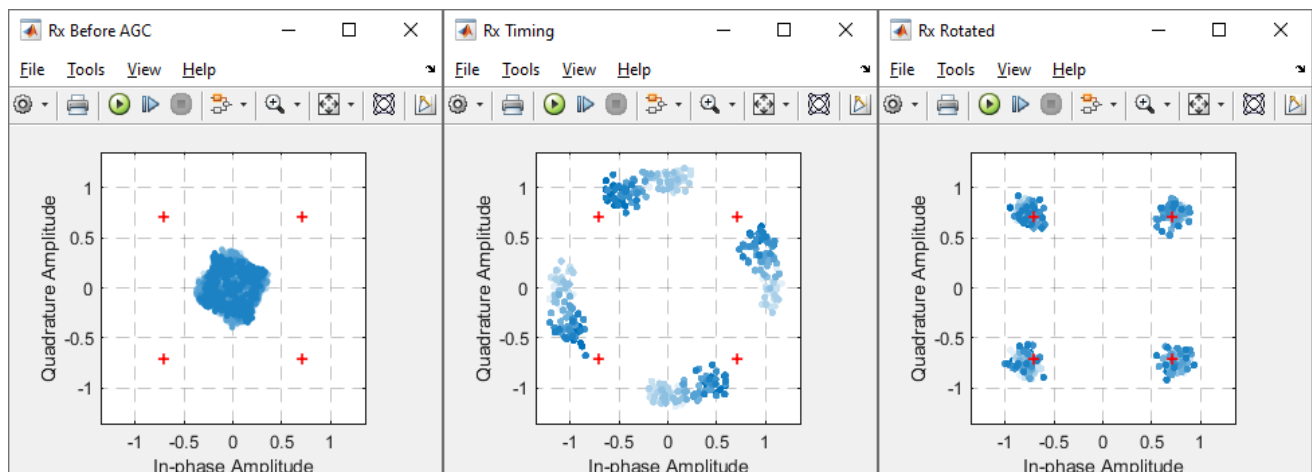 Rx Before AGC
File Tools View Help
Quadrature Amplitude
1
0.5
0
-0.5
-1
-1 -0.5 0 0.5 1
In-phase Amplitude
Rx Timing
File Tools View Help
Quadrature Amplitude
1
0.5
0
-0.5
-1
-1 -0.5 0 0.5 1
In-phase Amplitude
Rx Rotated
File Tools View Help
Quadrature Amplitude
1
0.5
0
-0.5
-1
-1 -0.5 0 0.5 1
In-phase Amplitude